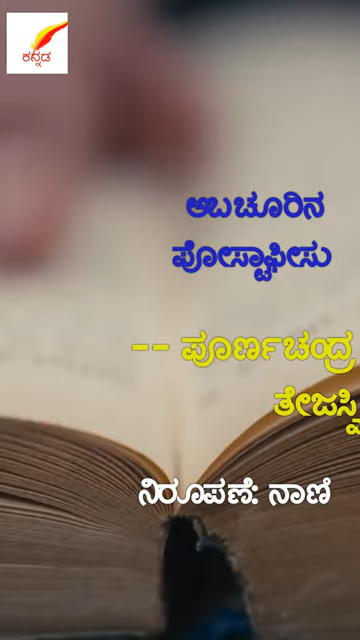 ಕನ್ನಡ
ಅಬಚೂರಿನ
ಪೋಸ್ಟಾಫೀಸು
-- ಪೂರ್ಣಚಂದ್ರ
ತೇಜಸ್ವಿ
ನಿರೂಪಣೆ: ನಾಣಿ